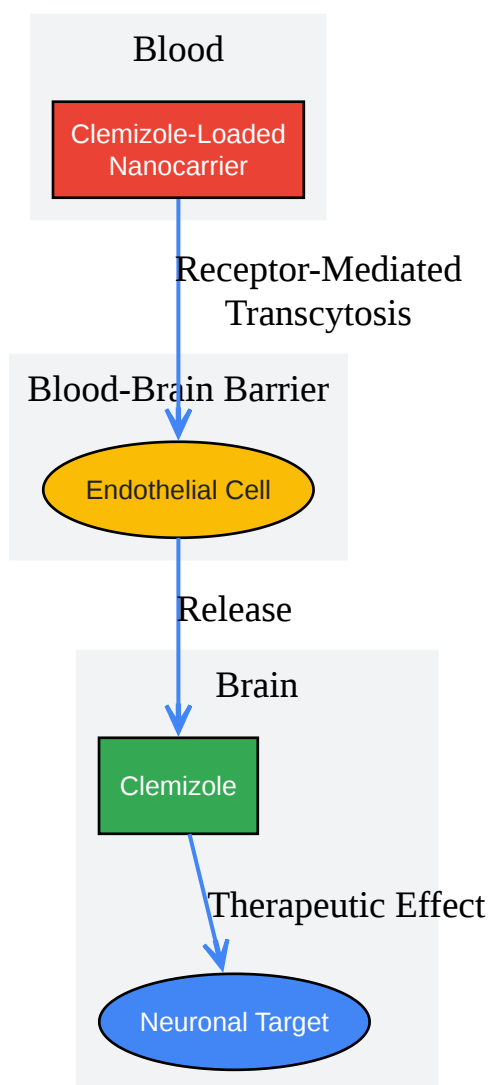 Blood
Clemizole-Loaded
Nanocarrier
Receptor-Mediated
Transcytosis
Blood-Brain Barrier
Endothelial Cell
Release
Brain
Clemizole
Therapeutic Effect
Neuronal Target